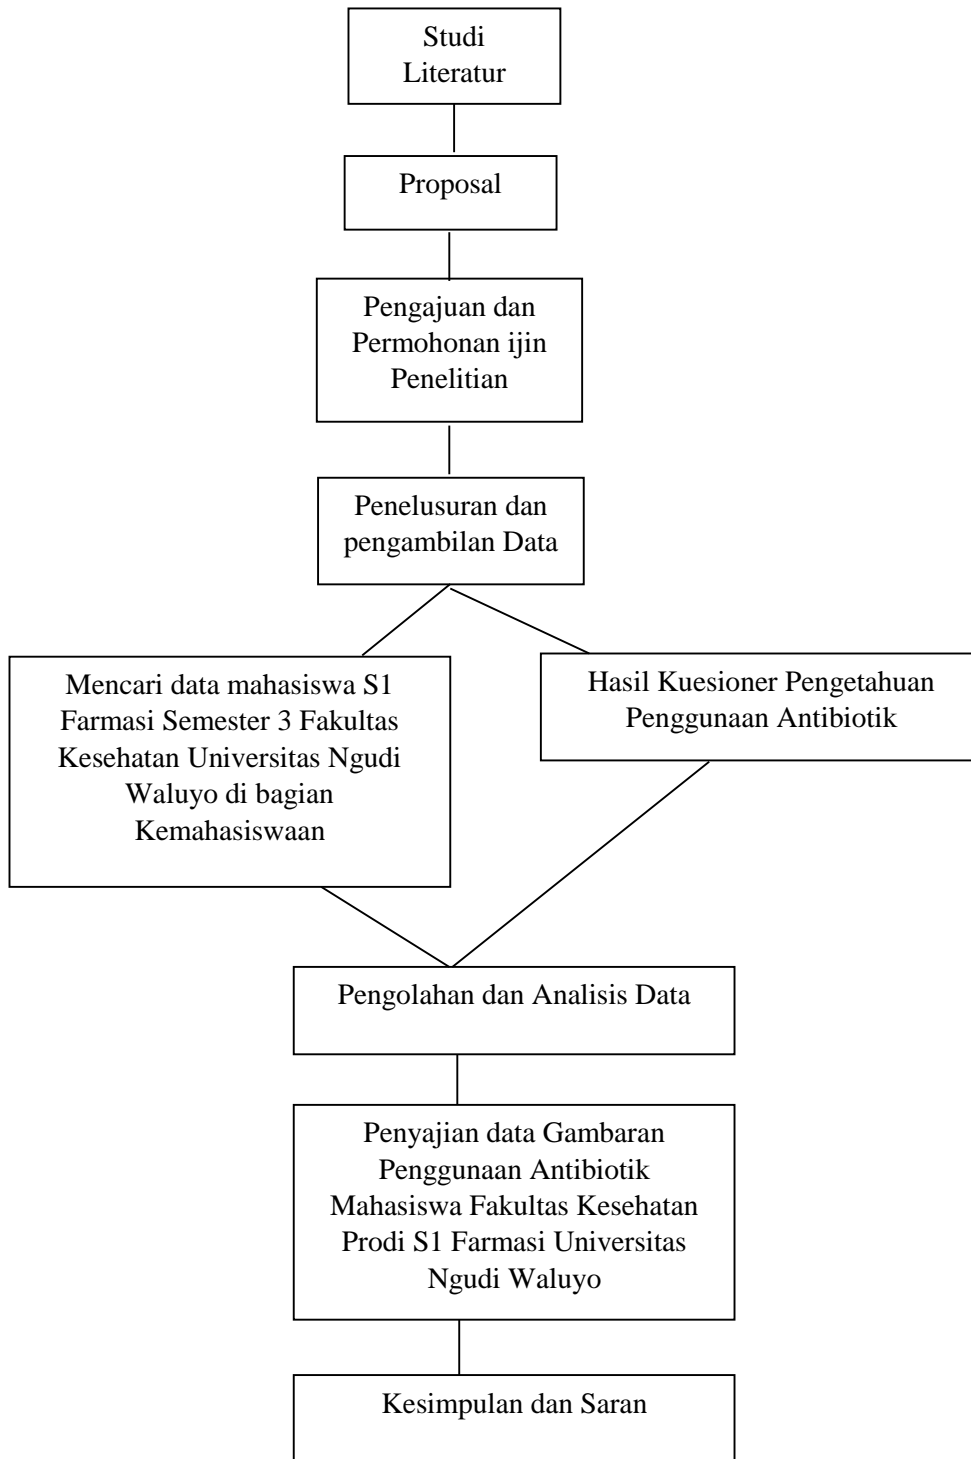 Studi
Literatur
Proposal
Pengajuan dan
Permohonan ijin
Penelitian
Penelusuran dan
pengambilan Data
Mencari data mahasiswa S1
Farmasi Semester 3 Fakultas
Kesehatan Universitas Ngudi
Waluyo di bagian
Kemahasiswaan
Hasil Kuesioner Pengetahuan
Penggunaan Antibiotik
Pengolahan dan Analisis Data
Penyajian data Gambaran
Penggunaan Antibiotik
Mahasiswa Fakultas Kesehatan
Prodi S1 Farmasi Universitas
Ngudi Waluyo
Kesimpulan dan Saran